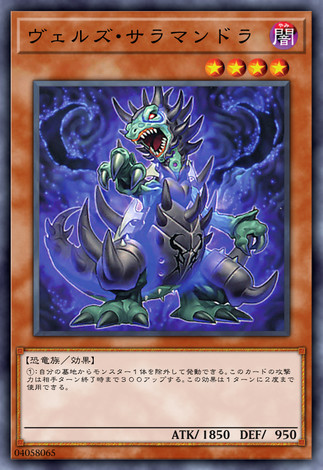 ヴェルズ・サラマンドラ
闇
やみ
【恐竜族／効果】
①：自分の墓地からモンスター１体を除外して発動できる。このカードの攻撃
力は相手ターン終了時まで３００アップする。この効果は１ターンに２度まで
使用できる。
ATK/ 1850 DEF/ 950
04058065